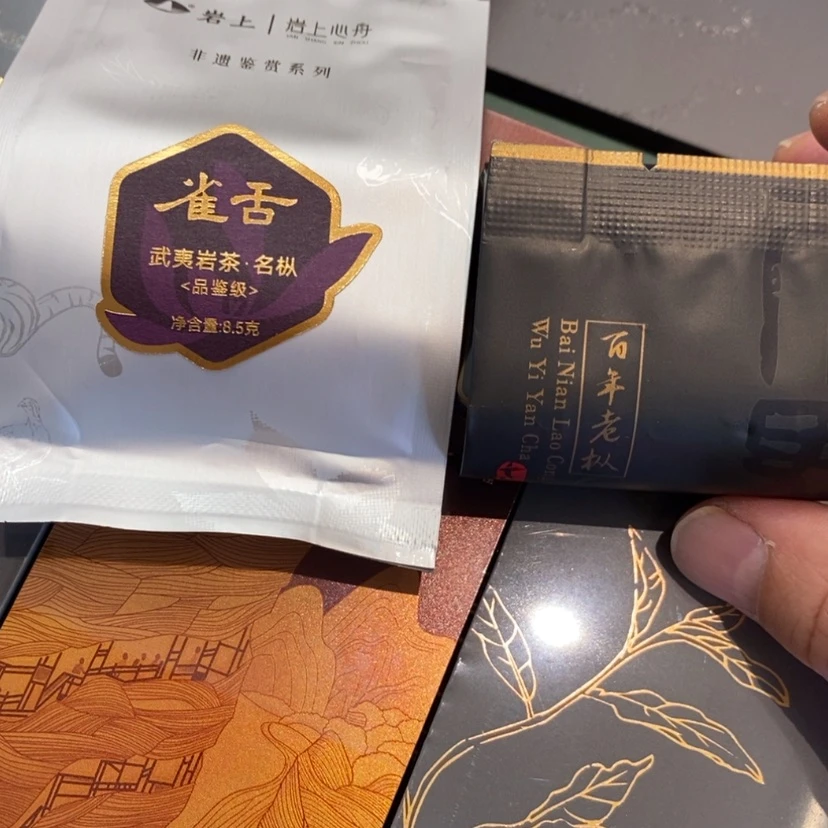 岩上 | 岩上心舟
非遗鉴赏系列
雀舌
武夷岩茶·名枞
<品鉴级>
净含量:8.5克
百年老枞
Bai Nian Lao Con
Wu Yi Yan Cha